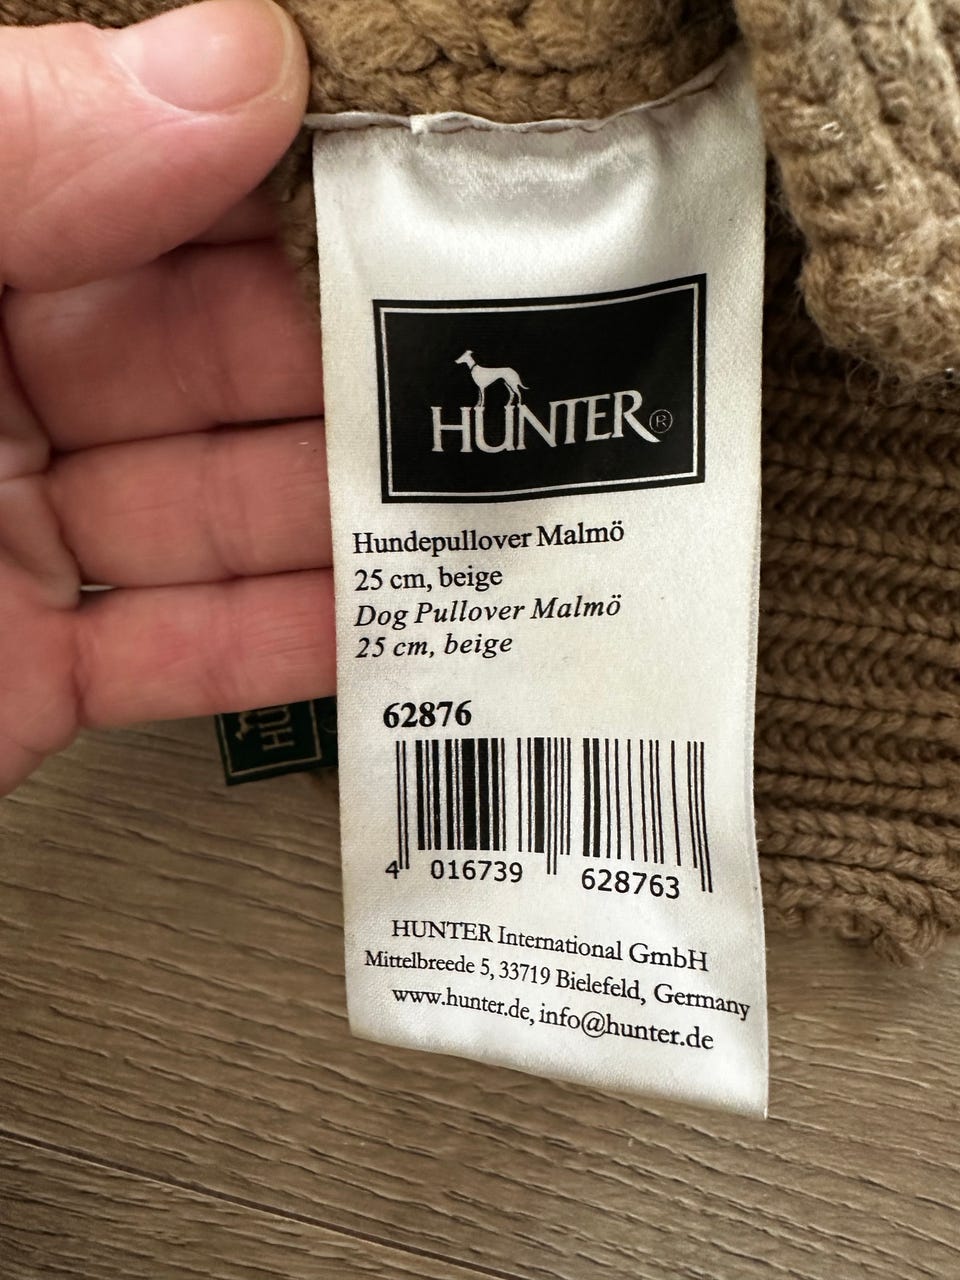 HUNTER®
Hundepullover Malmö
25 cm, beige
Dog Pullover Malmö
25 cm, beige
62876
4 016739 628763
HUNTER International GmbH
Mittelbreede 5, 33719 Bielefeld, Germany
www.hunter.de, info@hunter.de
HU